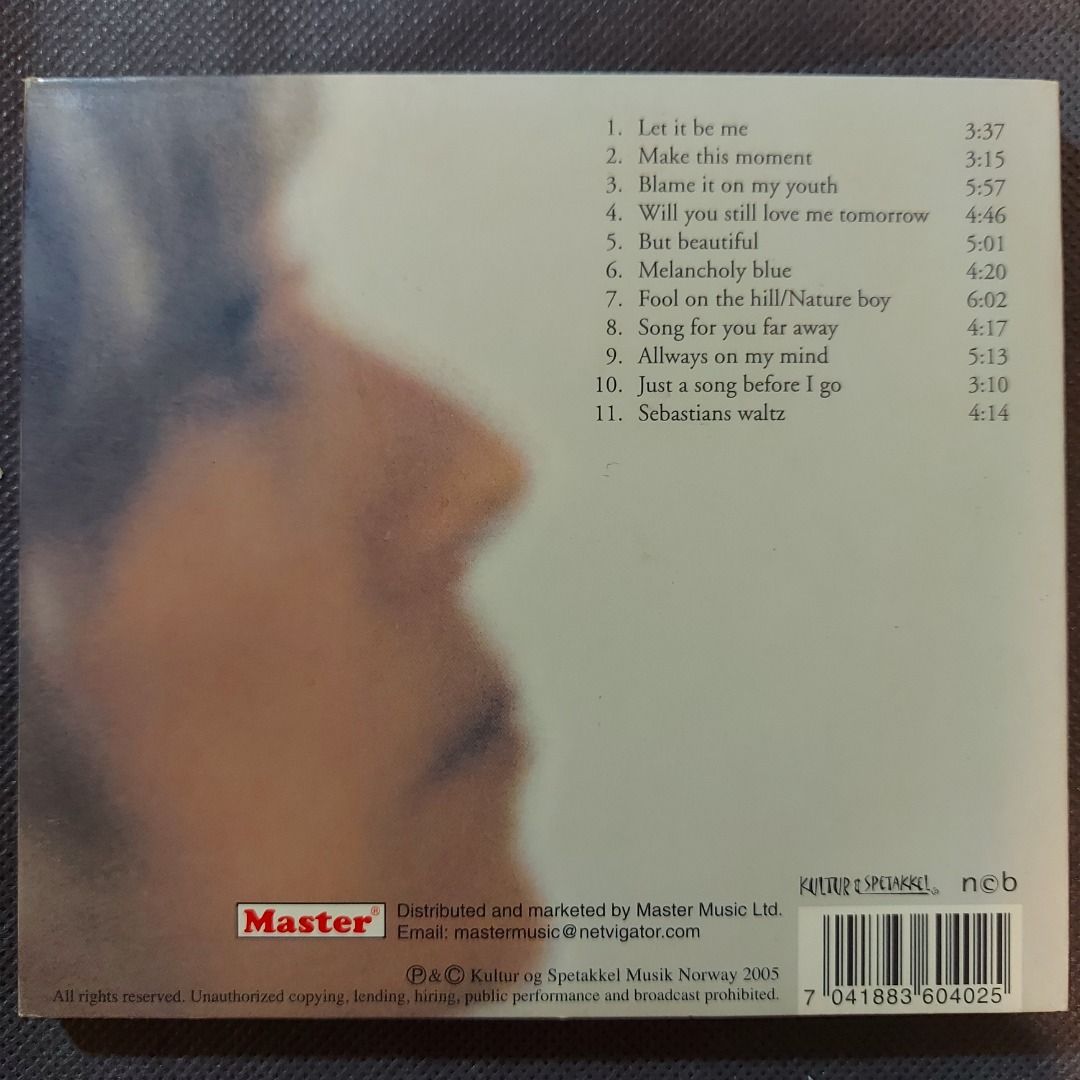 1. Let it be me 3:37
2. Make this moment 3:15
3. Blame it on my youth 5:57
4. Will you still love me tomorrow 4:46
5. But beautiful 5:01
6. Melancholy blue 4:20
7. Fool on the hill/Nature boy 6:02
8. Song for you far away 4:17
9. Allways on my mind 5:13
10. Just a song before I go 3:10
11. Sebastians waltz 4:14
KULTUR & SPETAKKEL n©b
Master® Distributed and marketed by Master Music Ltd.
Email: mastermusic@netvigator.com
℗&© Kultur og Spetakkel Musik Norway 2005
All rights reserved. Unauthorized copying, lending, hiring, public performance and broadcast prohibited.
7 041883 604025